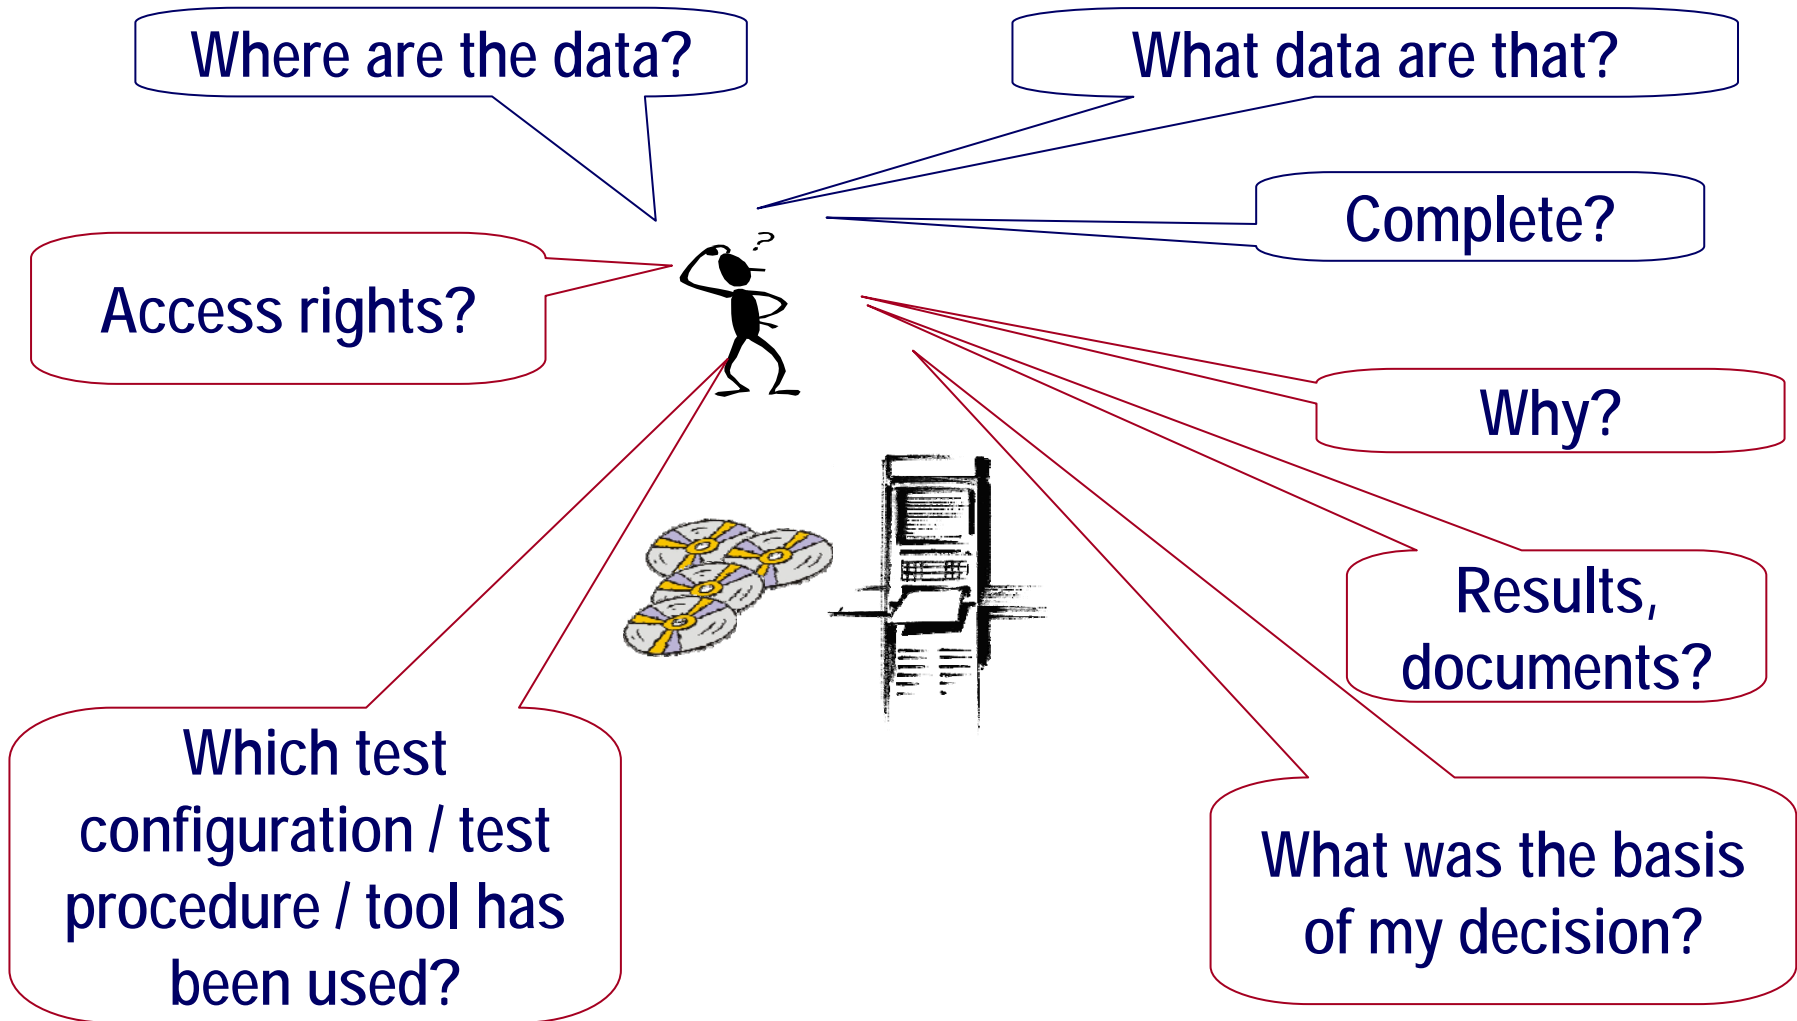 Where are the data?
What data are that?
Complete?
?
Access rights?
Why?
Results,
documents?
Which test
configuration / test
procedure / tool has
been used?
What was the basis
of my decision?